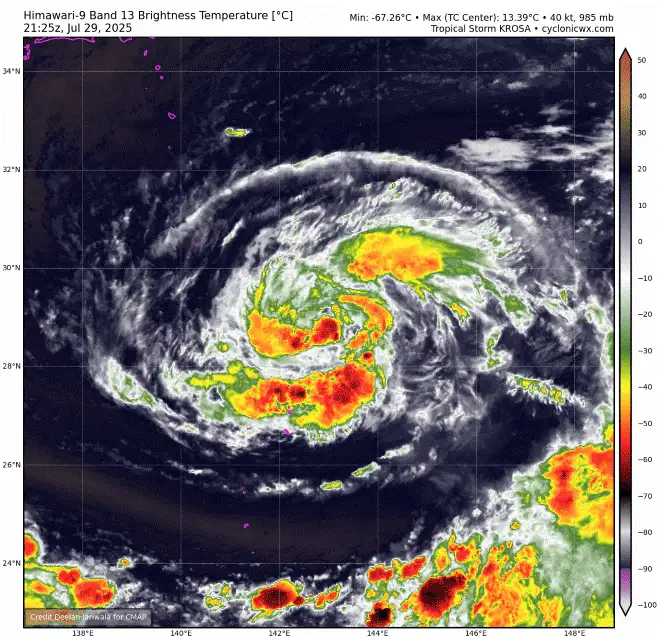 Himawari-9 Band 13 Brightness Temperature [°C]
21:25z, Jul 29, 2025
Min: -67.26°C • Max (TC Center): 13.39°C • 40 kt, 985 mb
Tropical Storm KROSA • cyclonicwx.com
34°N
32°N
30°N
28°N
26°N
24°N
138°E
140°E
142°E
144°E
146°E
148°E
50
40
30
20
10
0
−10
−20
−30
−40
−50
−60
−70
−80
−90
−100
Credit Deelan Jariwala for CMAP